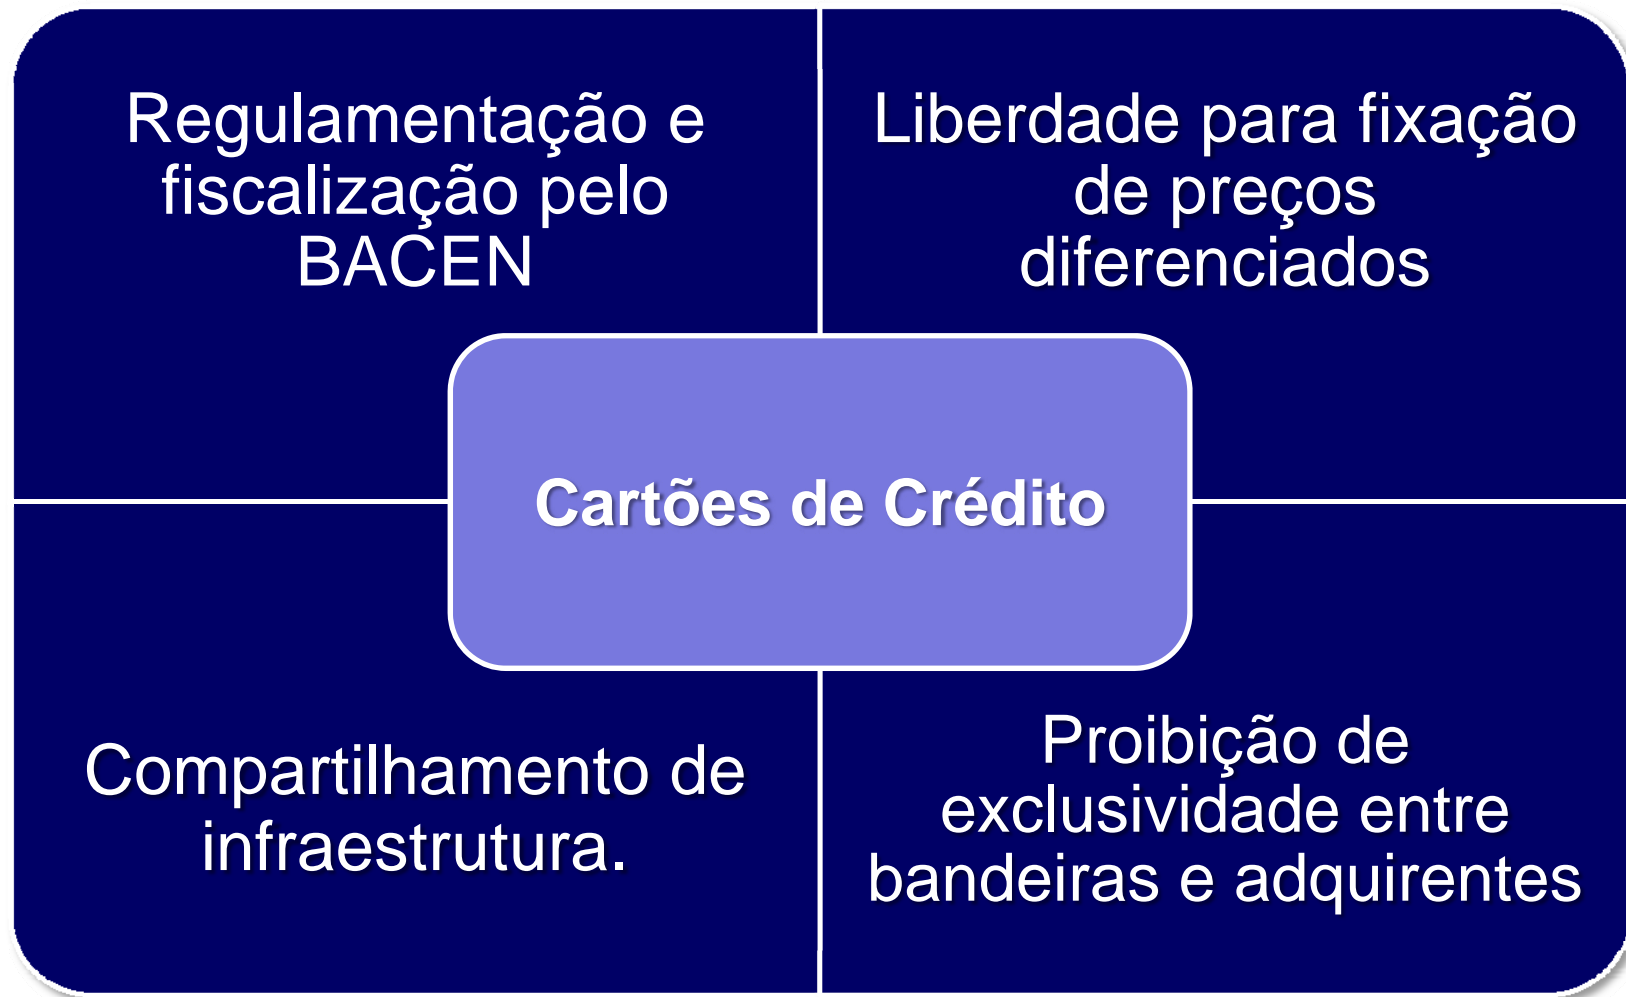 Regulamentação e
fiscalização pelo
BACEN
Liberdade para fixação
de preços
diferenciados
Cartões de Crédito
Compartilhamento de
infraestrutura.
Proibição de
exclusividade entre
bandeiras e adquirentes